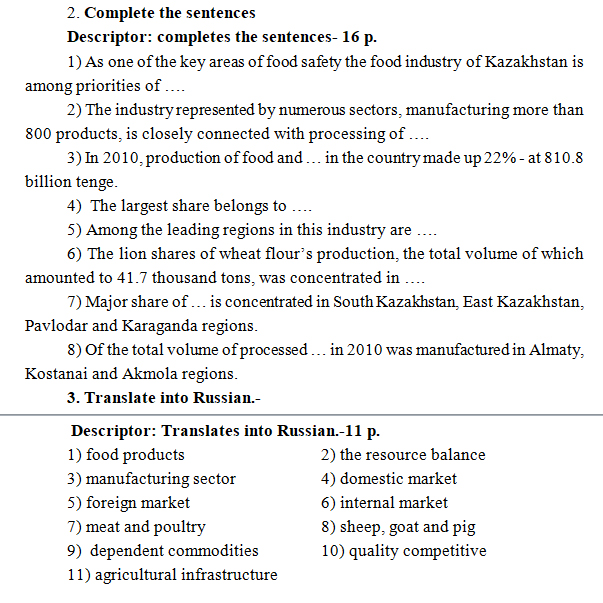 2. Complete the sentences
Descriptor: completes the sentences- 16 p.
1) As one of the key areas of food safety the food industry of Kazakhstan is
among priorities of ….
2) The industry represented by numerous sectors, manufacturing more than
800 products, is closely connected with processing of ….
3) In 2010, production of food and … in the country made up 22% - at 810.8
billion tenge.
4) The largest share belongs to ….
5) Among the leading regions in this industry are ….
6) The lion shares of wheat flour’s production, the total volume of which
amounted to 41.7 thousand tons, was concentrated in ….
7) Major share of … is concentrated in South Kazakhstan, East Kazakhstan,
Pavlodar and Karaganda regions.
8) Of the total volume of processed … in 2010 was manufactured in Almaty,
Kostanai and Akmola regions.
3. Translate into Russian.-
Descriptor: Translates into Russian.-11 p.
1) food products 2) the resource balance
3) manufacturing sector 4) domestic market
5) foreign market 6) internal market
7) meat and poultry 8) sheep, goat and pig
9) dependent commodities 10) quality competitive
11) agricultural infrastructure